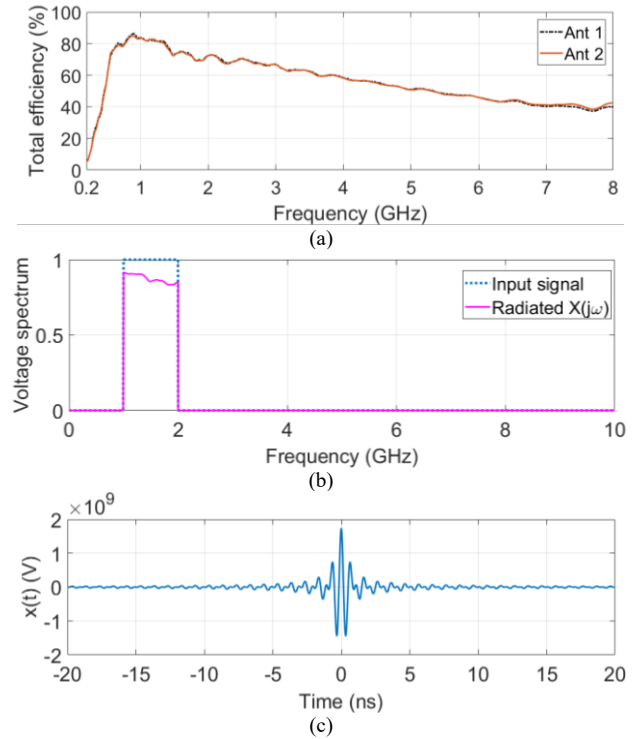 Total efficiency (%)
100
80
60
40
20
0
Ant 1
Ant 2
0.2 1 2 3 4 5 6 7 8
Frequency (GHz)
(a)
Voltage spectrum
1
0.5
0
Input signal
Radiated X(jω)
0 2 4 6 8 10
Frequency (GHz)
(b)
×10⁹
x(t) (V)
2
1
0
-1
-2
-20 -15 -10 -5 0 5 10 15 20
Time (ns)
(c)